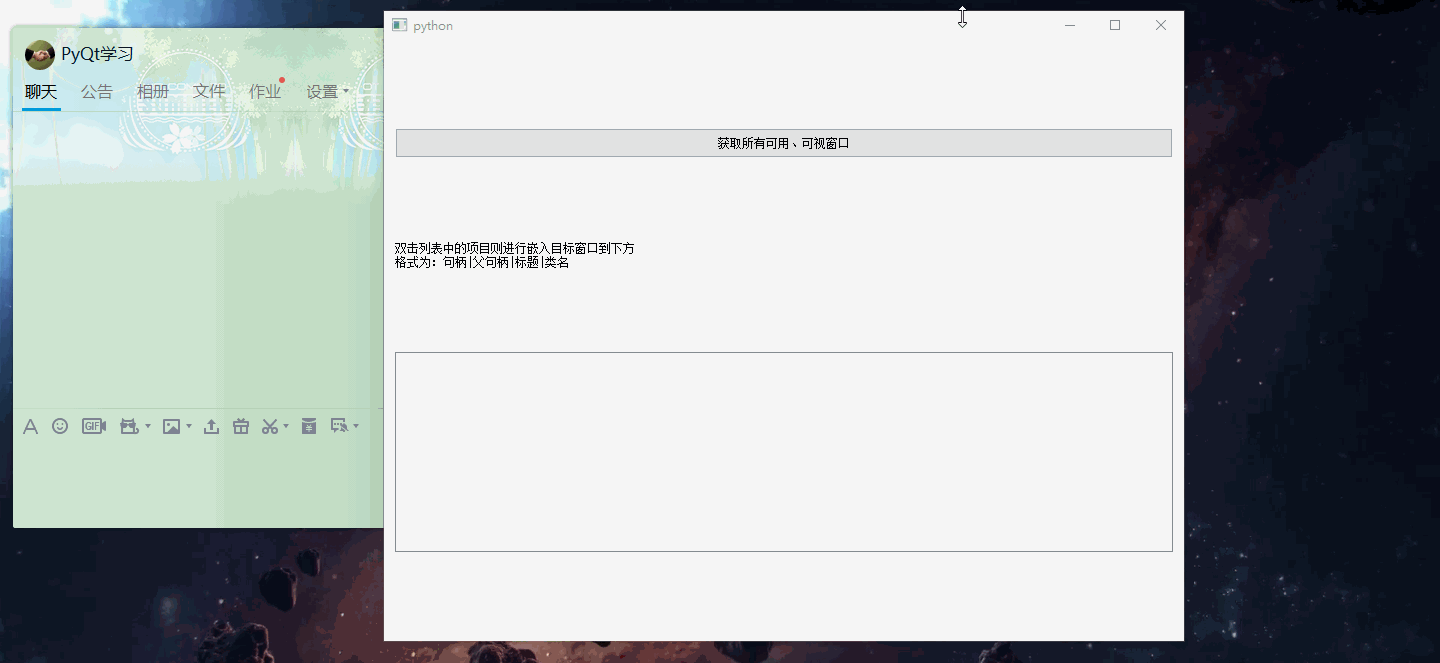 PyQt学习
聊天 公告 相册 文件 作业 设置
GIF
python
获取所有可用、可视窗口
双击列表中的项目则进行嵌入目标窗口到下方
格式为：句柄|父句柄|标题|类名